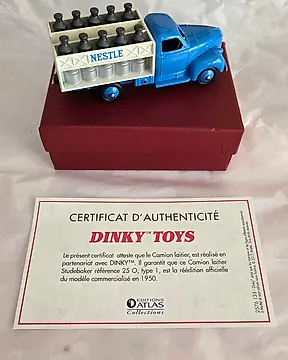 NESTLÉ
CERTIFICAT D'AUTHENTICITÉ
DINKY™ TOYS
Le présent certificat atteste que le Camion laitier, est réalisé en
partenariat avec DINKY™. Il garantit que ce Camion laitier
Studebaker référence 25 O, type 1, est la réédition officielle
du modèle commercialisé en 1950.
EDITIONS
ATLAS
Collections